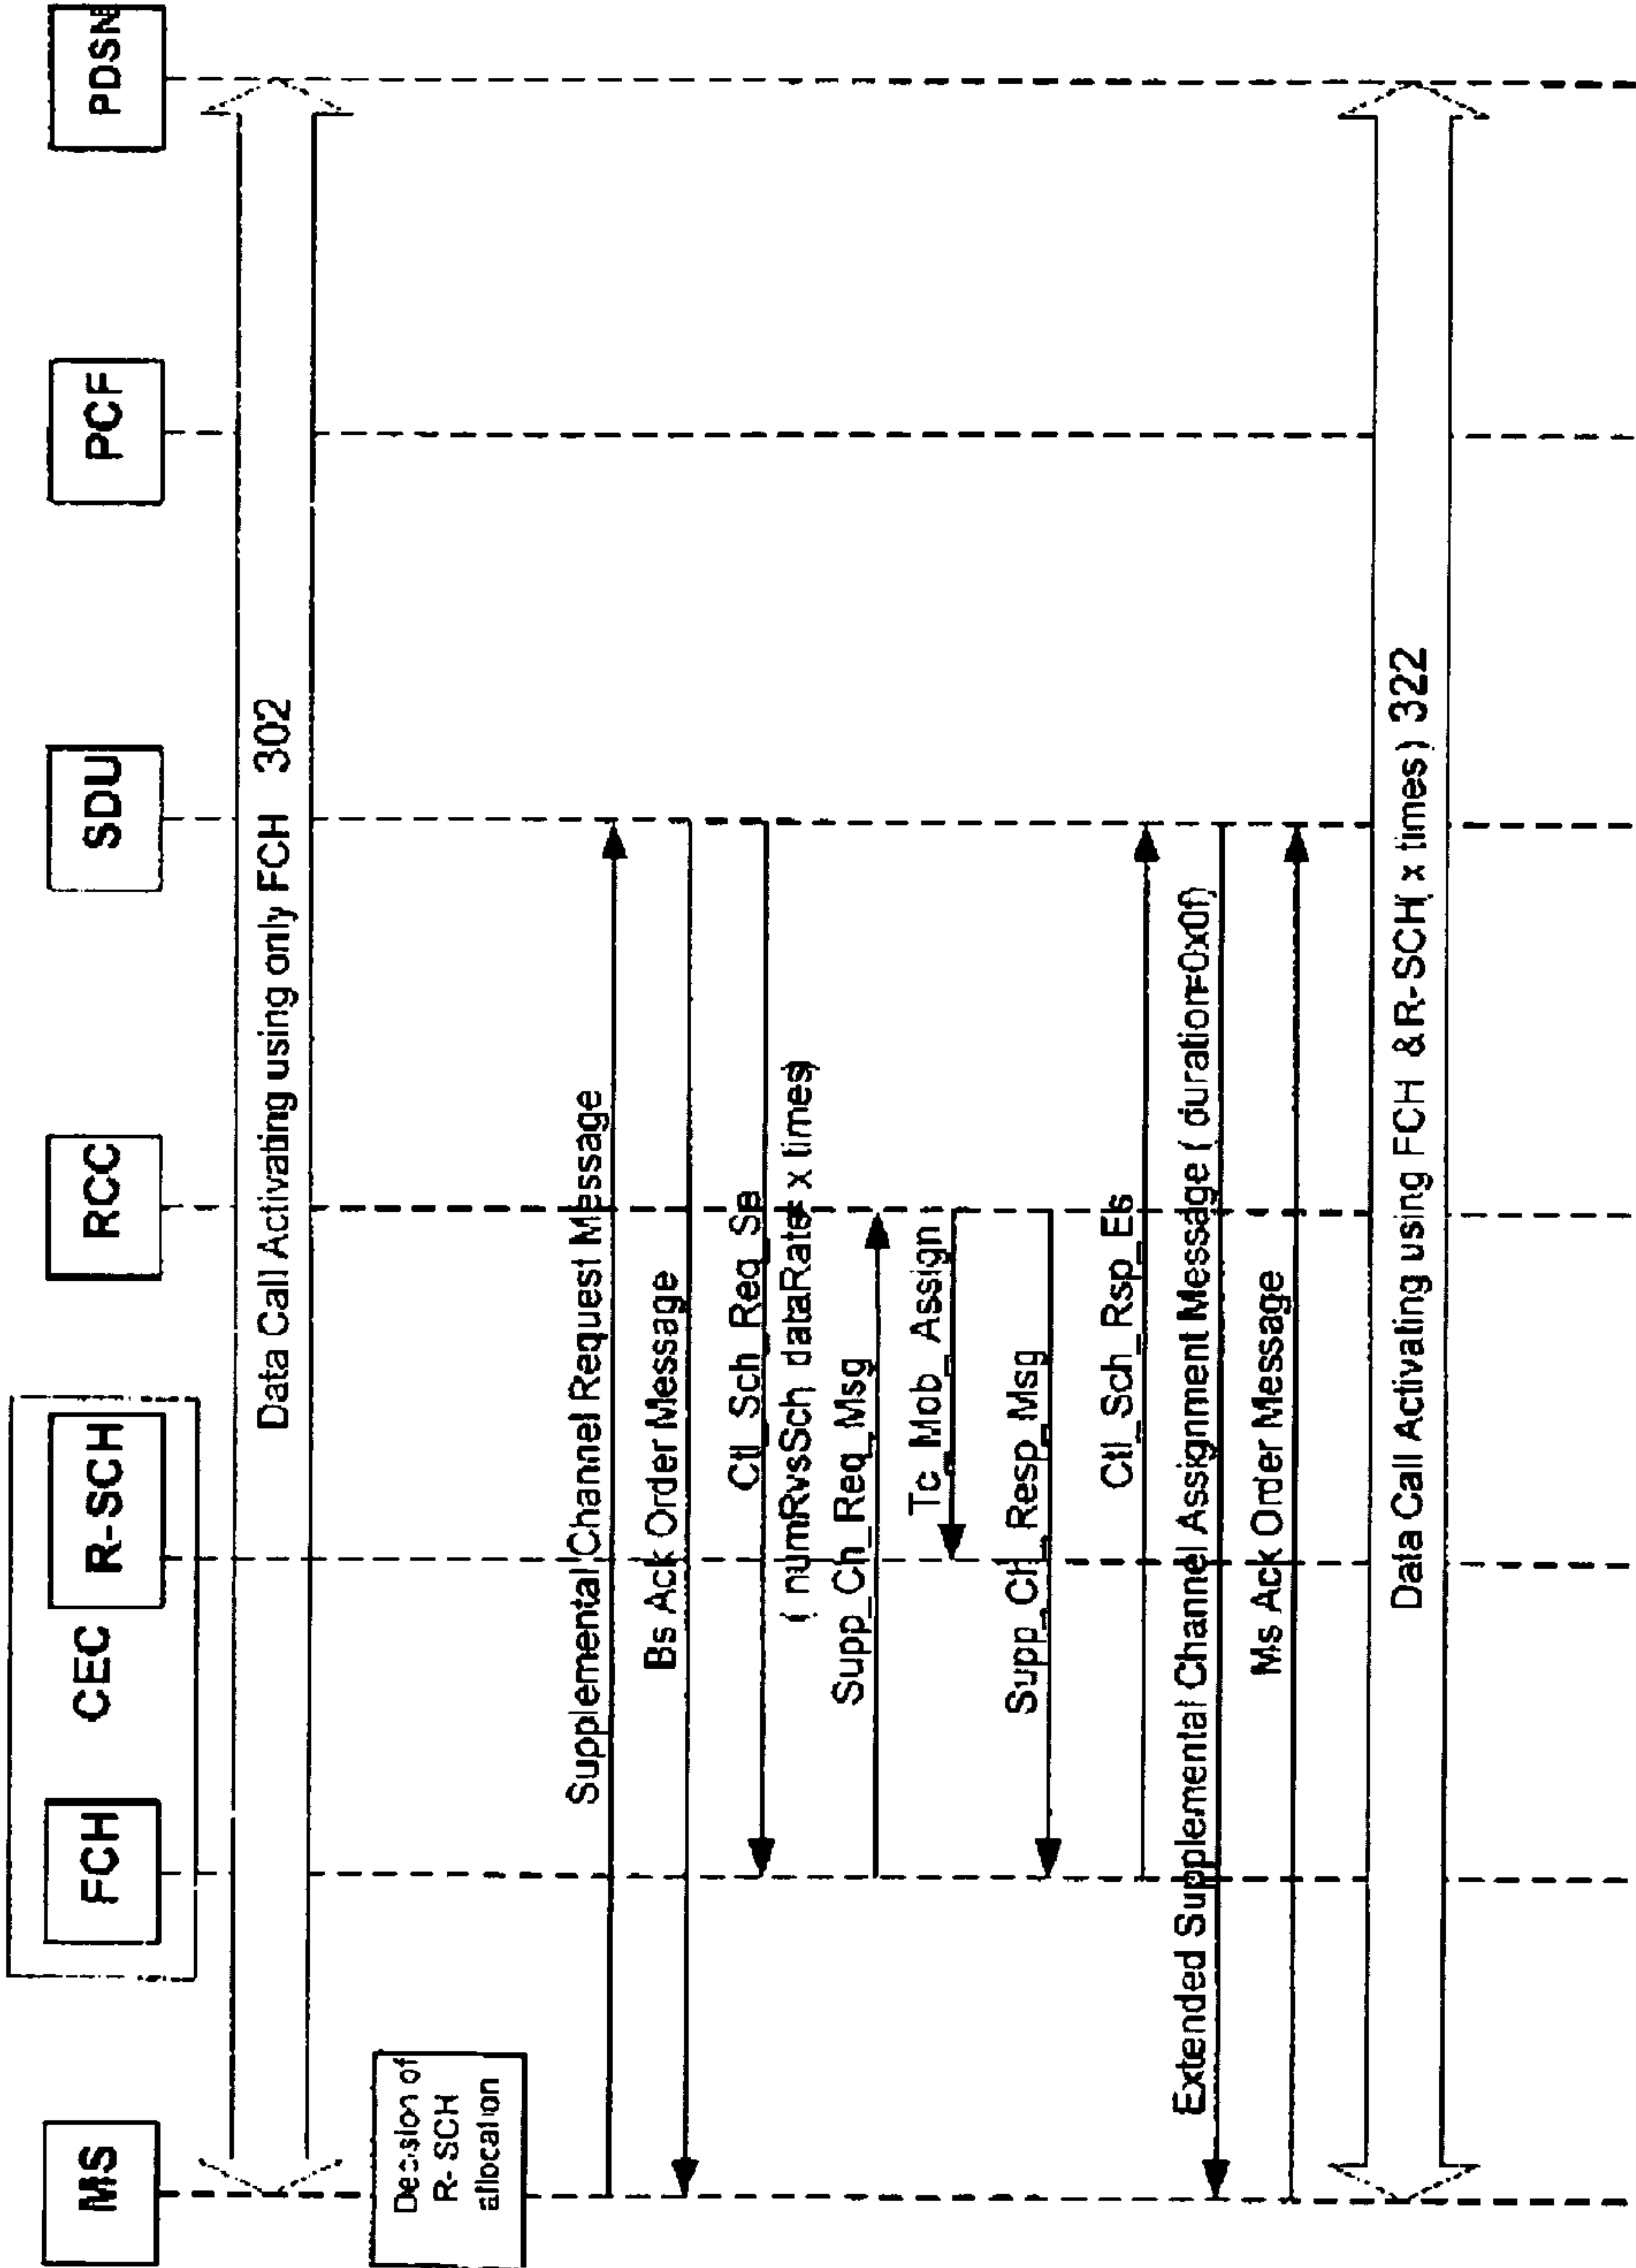 MS
FCH
CEC
R-SCH
RCC
SDU
PCF
PDSN
Data Call Activating using only FCH 302
Decision of
R-SCH
allocation
Supplemental Channel Request Message
Bs Ack Order Message
Ctl_Sch_Req_Se
( numRvsSch dataRate= x times)
Supp_Ch_Req_Msg
Tc_Mob_Assign
Supp_Ch_Resp_Msg
Ctl_Sch_Rsp_Es
Extended Supplemental Channel Assignment Message ( duration=0x0f)
Ms Ack Order Message
Data Call Activating using FCH & R-SCH( x times) 322